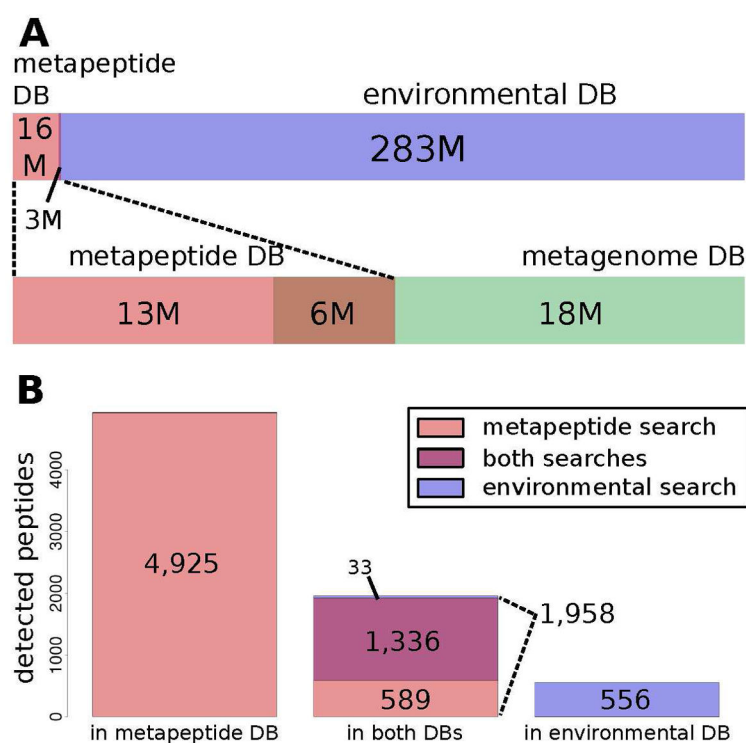 A
metapeptide
DB
environmental DB
16
M
283M
3M
metapeptide DB
metagenome DB
13M
6M
18M
B
metapeptide search
both searches
environmental search
detected peptides
0
1000
2000
3000
4000
4,925
33
1,336
589
1,958
556
in metapeptide DB
in both DBs
in environmental DB